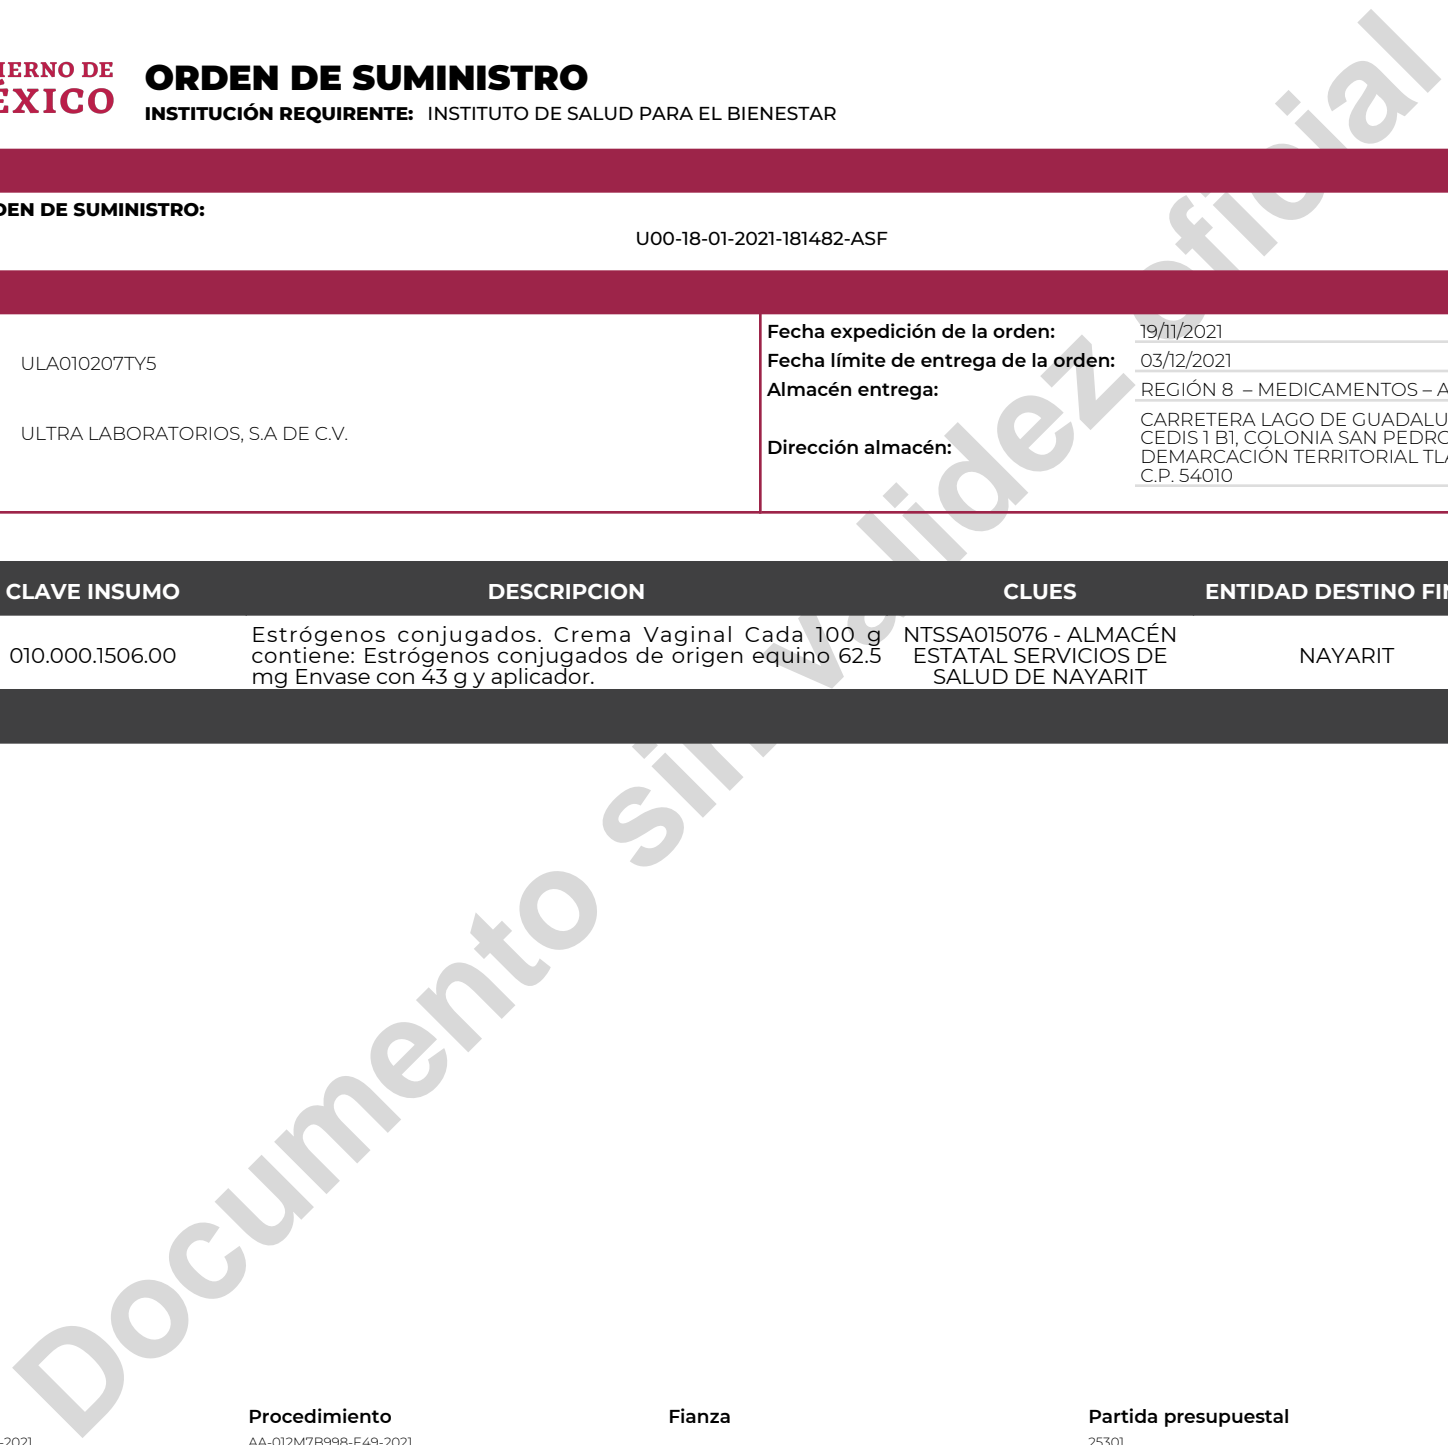 IERNO DE
ÉXICO
ORDEN DE SUMINISTRO
INSTITUCIÓN REQUIRENTE: INSTITUTO DE SALUD PARA EL BIENESTAR
DEN DE SUMINISTRO:
U00-18-01-2021-181482-ASF
ULA010207TY5
ULTRA LABORATORIOS, S.A DE C.V.
Fecha expedición de la orden: 19/11/2021
Fecha límite de entrega de la orden: 03/12/2021
Almacén entrega: REGIÓN 8 – MEDICAMENTOS – A
Dirección almacén:
CARRETERA LAGO DE GUADALU
CEDIS 1 B1, COLONIA SAN PEDRO
DEMARCACIÓN TERRITORIAL TLA
C.P. 54010
CLAVE INSUMO DESCRIPCION CLUES ENTIDAD DESTINO FIN
010.000.1506.00
Estrógenos conjugados. Crema Vaginal Cada 100 g
contiene: Estrógenos conjugados de origen equino 62.5
mg Envase con 43 g y aplicador.
NTSSA015076 - ALMACÉN
ESTATAL SERVICIOS DE
SALUD DE NAYARIT
NAYARIT
Documento sin validez oficial
Procedimiento Fianza Partida presupuestal
-2021 AA-012M7B998-E49-2021 25301